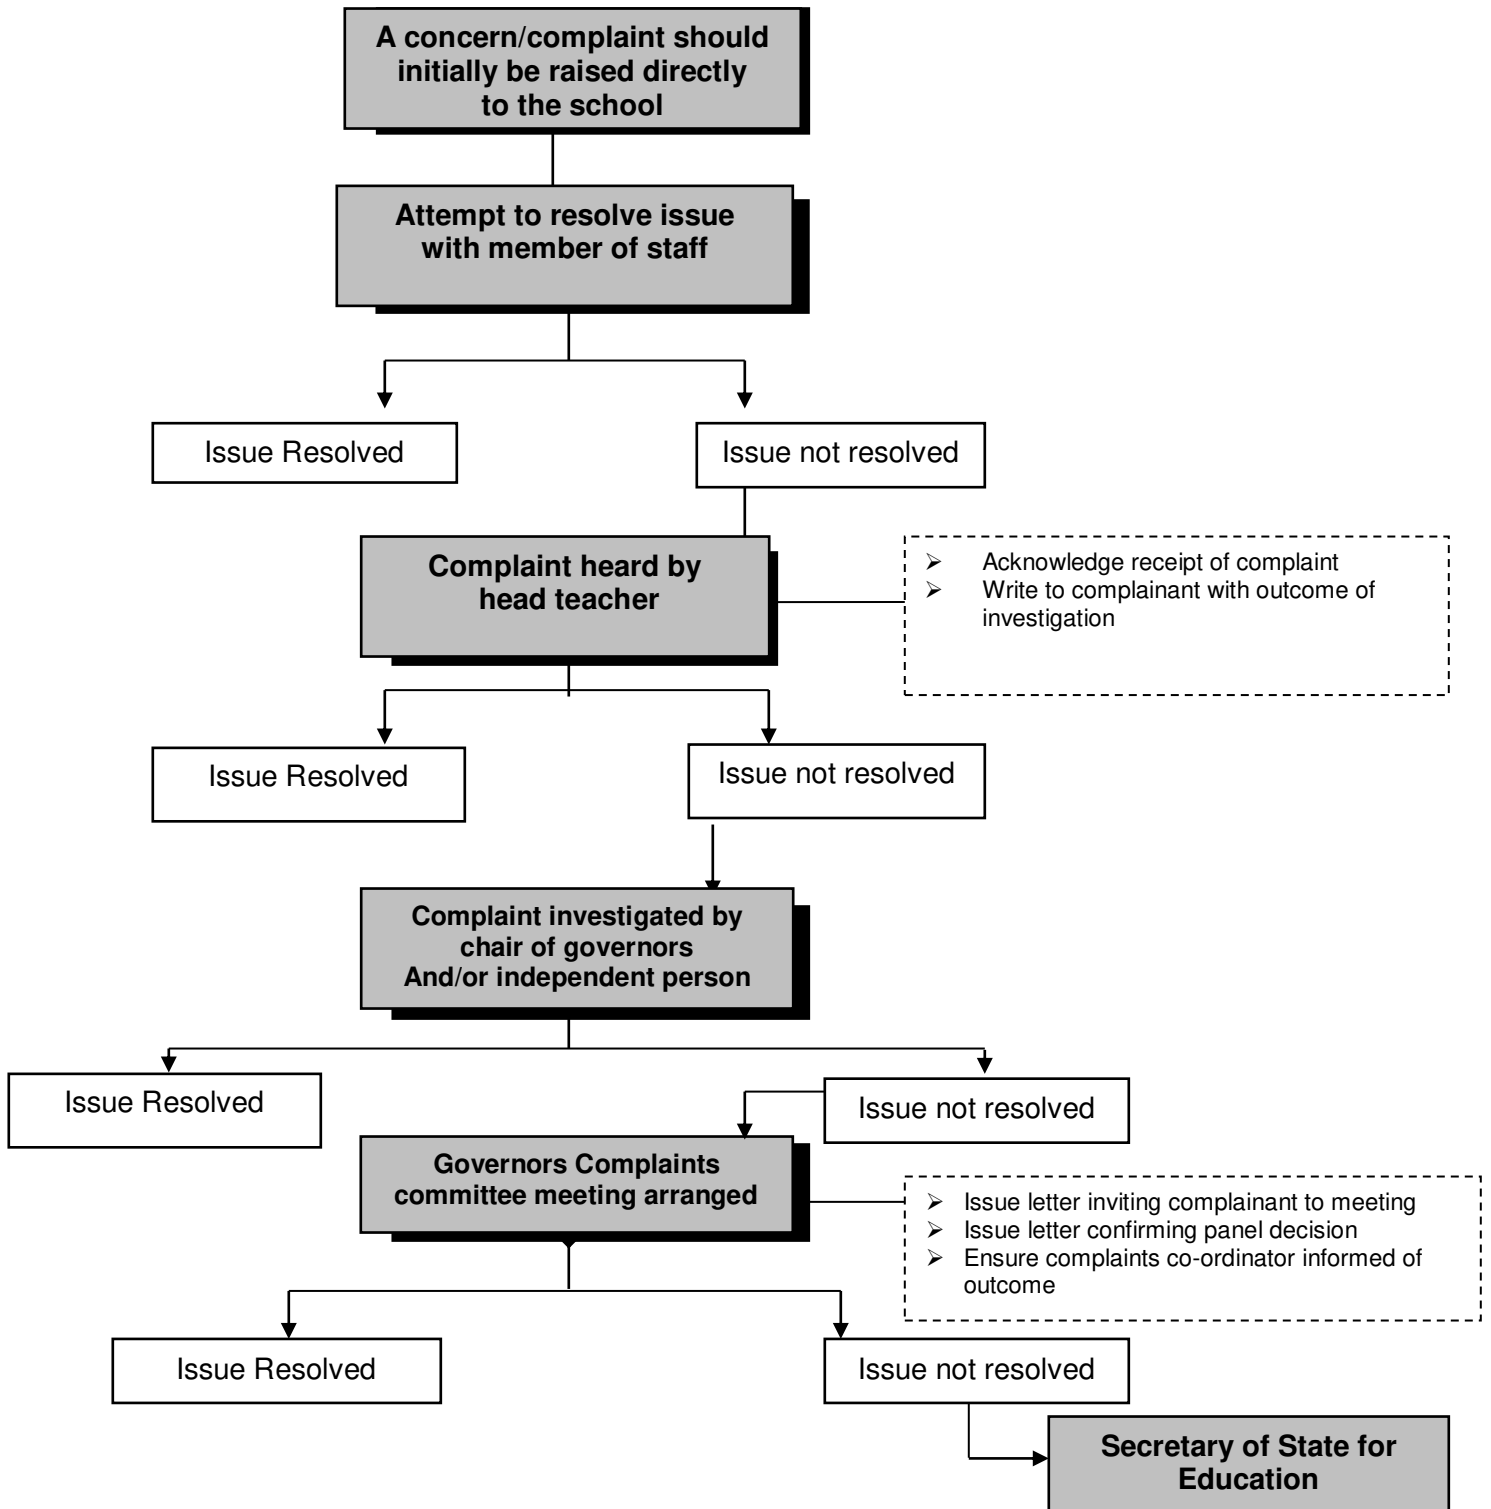 A concern/complaint should
initially be raised directly
to the school
Attempt to resolve issue
with member of staff
Issue Resolved
Issue not resolved
Complaint heard by
head teacher
➢ Acknowledge receipt of complaint
➢ Write to complainant with outcome of
investigation
Issue Resolved
Issue not resolved
Complaint investigated by
chair of governors
And/or independent person
Issue Resolved
Issue not resolved
Governors Complaints
committee meeting arranged
➢ Issue letter inviting complainant to meeting
➢ Issue letter confirming panel decision
➢ Ensure complaints co-ordinator informed of
outcome
Issue Resolved
Issue not resolved
Secretary of State for
Education